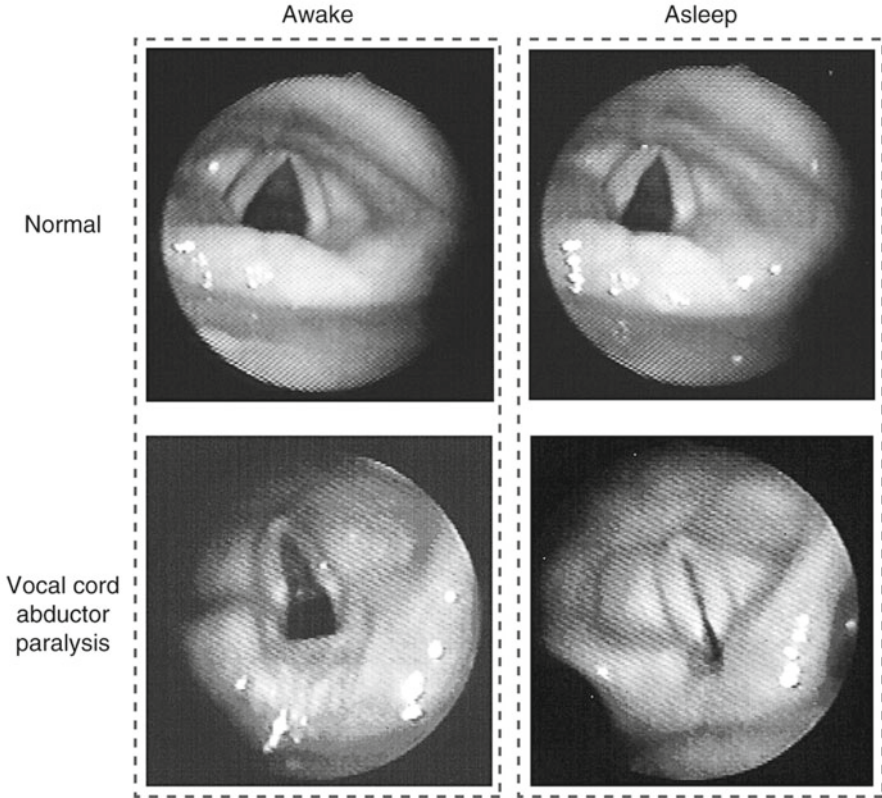 Awake
Asleep
Normal
Vocal cord
abductor
paralysis